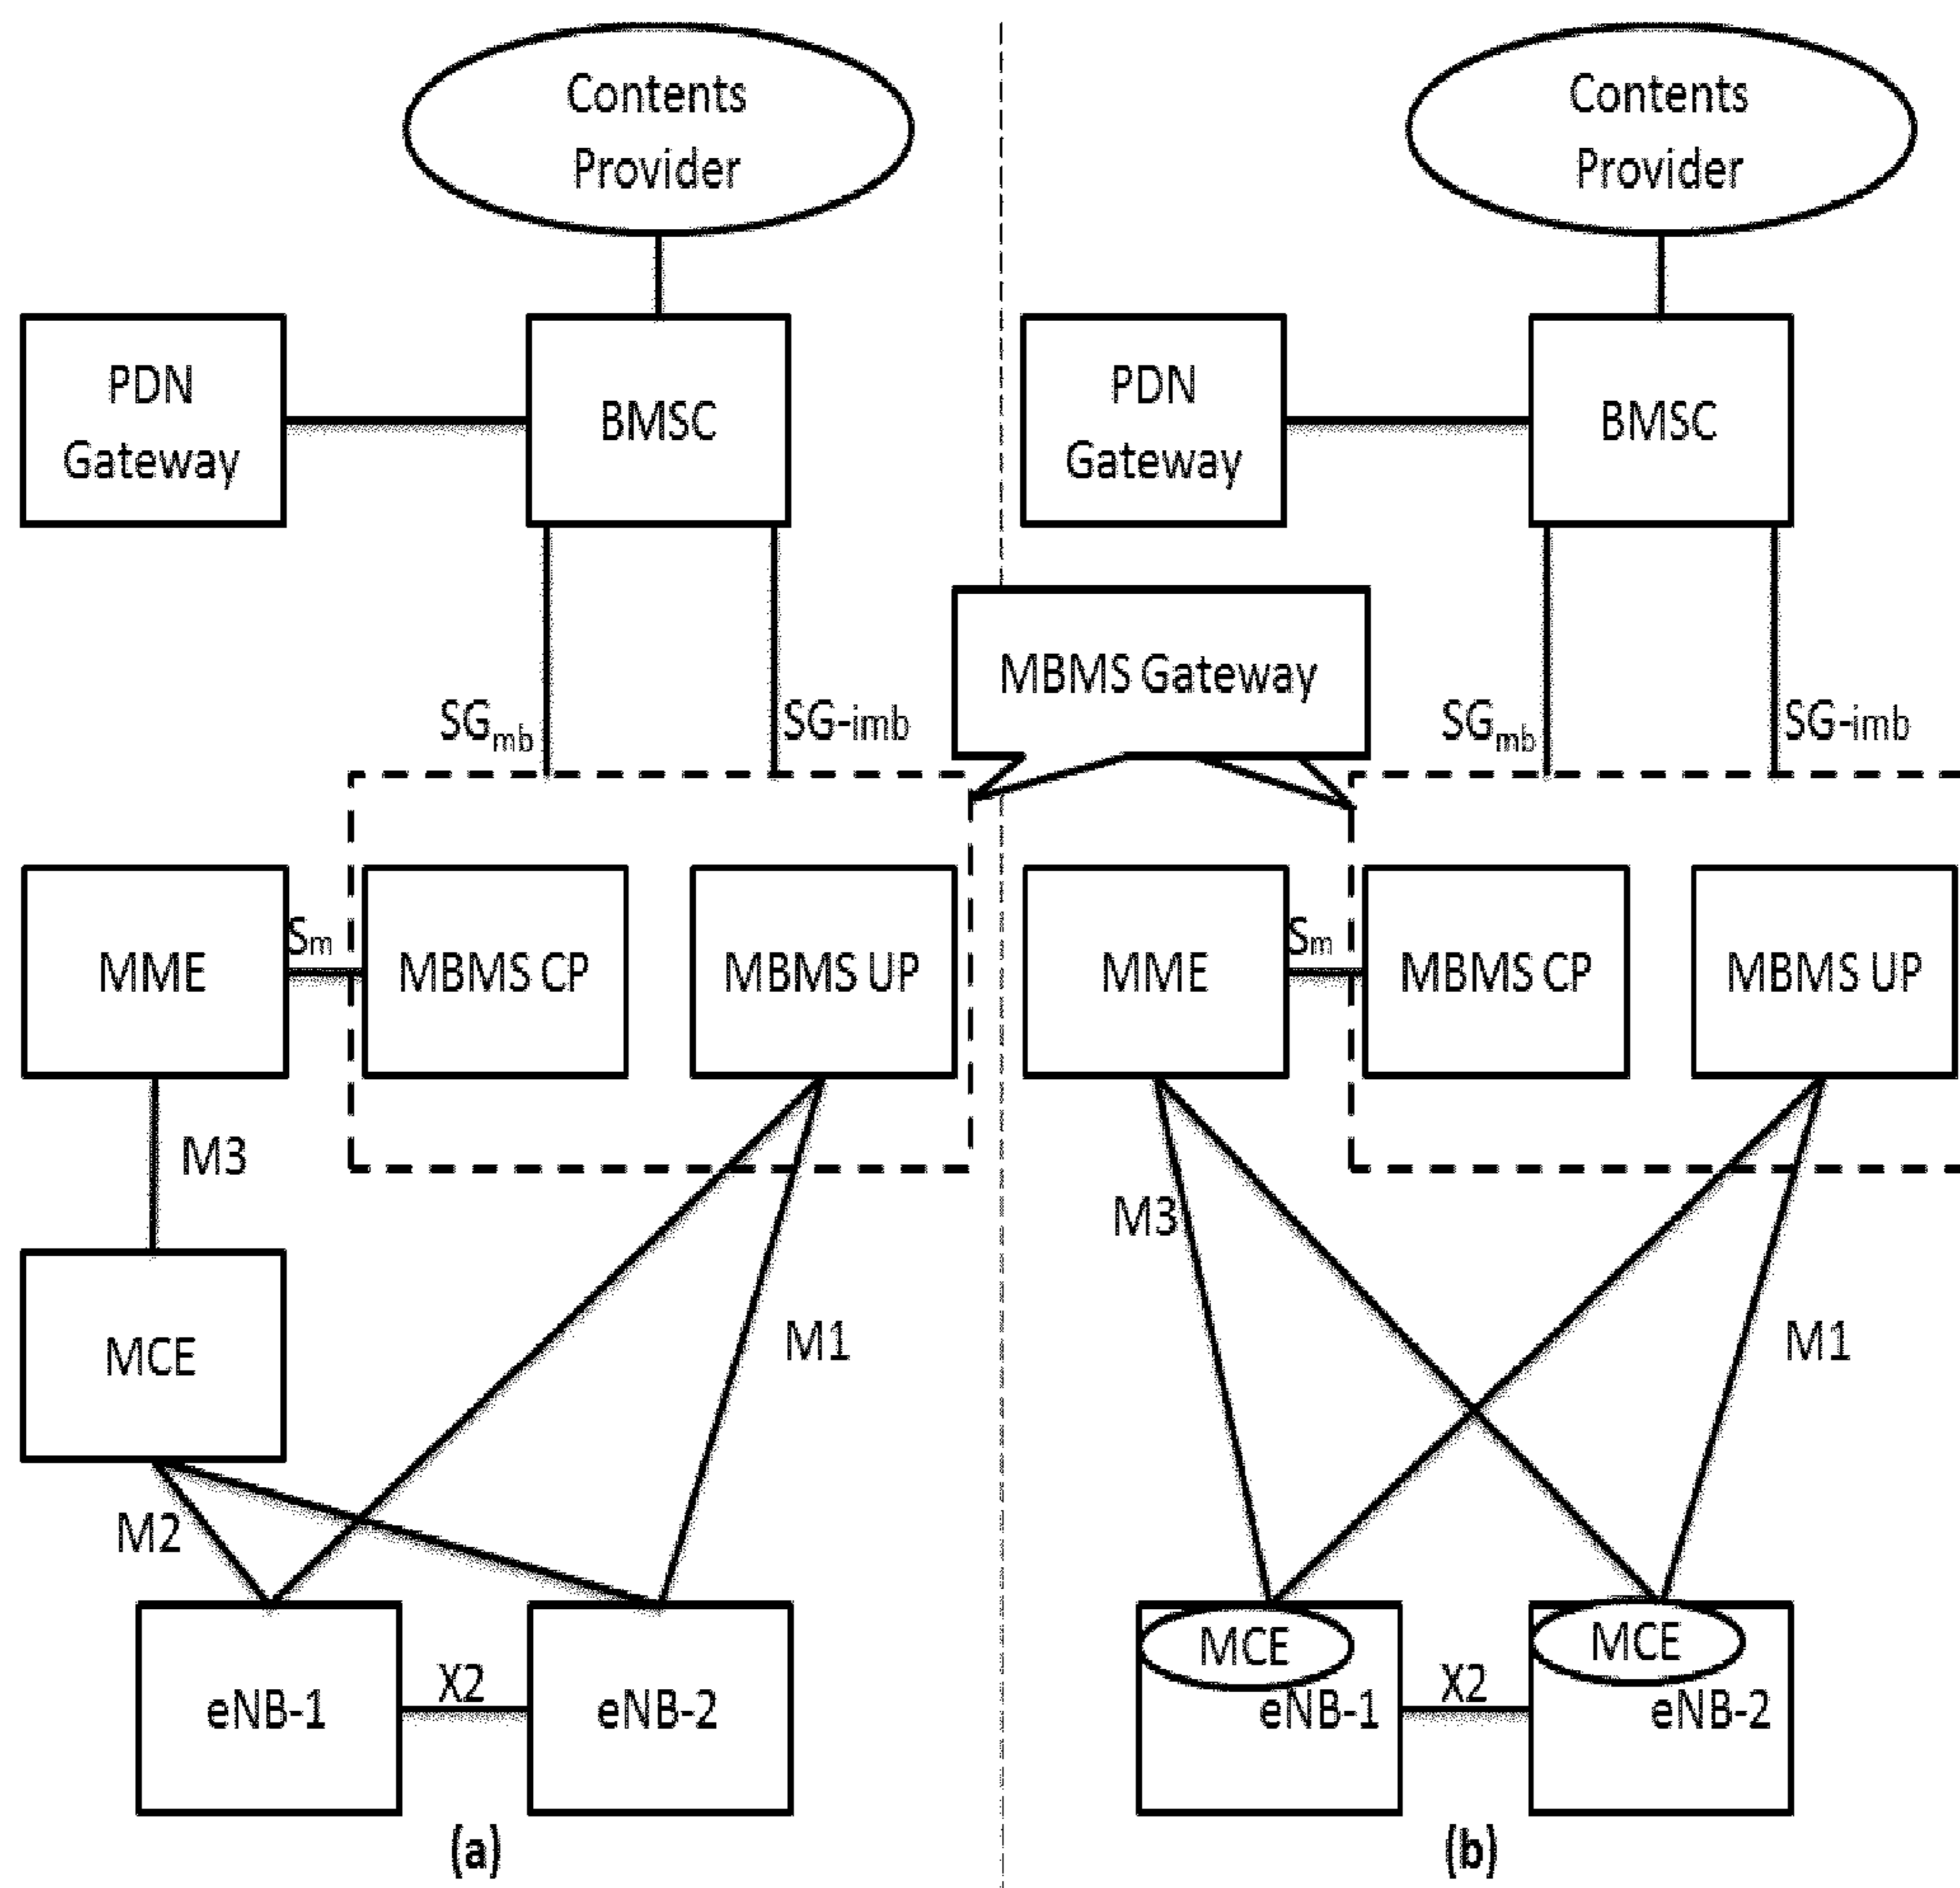 Contents
Provider
PDN
Gateway
BMSC
SGmb
SG-imb
MME
Sm
MBMS CP
MBMS UP
M3
MCE
M1
M2
eNB-1
X2
eNB-2
(a)
MBMS Gateway
Contents
Provider
PDN
Gateway
BMSC
SGmb
SG-imb
MME
Sm
MBMS CP
MBMS UP
M3
M1
MCE
eNB-1
X2
MCE
eNB-2
(b)